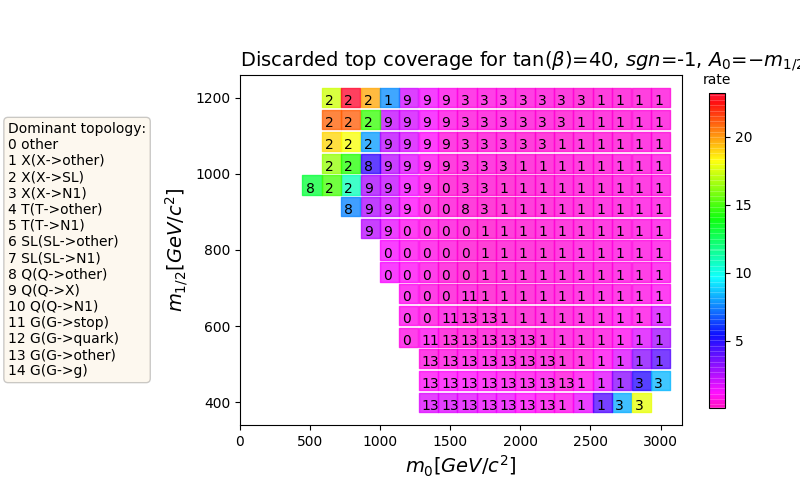 Discarded top coverage for tan(β)=40, sgn=-1, A₀=−m₁/₂
rate
Dominant topology:
0 other
1 X(X->other)
2 X(X->SL)
3 X(X->N1)
4 T(T->other)
5 T(T->N1)
6 SL(SL->other)
7 SL(SL->N1)
8 Q(Q->other)
9 Q(Q->X)
10 Q(Q->N1)
11 G(G->stop)
12 G(G->quark)
13 G(G->other)
14 G(G->g)
m₁/₂[GeV/c²]
1200
1000
800
600
400
2 2 2 1 9 9 9 3 3 3 3 3 3 3 1 1 1 1
2 2 2 9 9 9 9 3 3 3 3 3 3 1 1 1 1 1
2 2 2 9 9 9 9 3 3 3 3 1 1 1 1 1 1 1
2 2 8 9 9 9 9 3 3 3 1 1 1 1 1 1 1 1
8 2 2 9 9 9 9 0 3 3 1 1 1 1 1 1 1 1 1
8 9 9 9 0 0 8 3 1 1 1 1 1 1 1 1 1
9 9 0 0 0 0 1 1 1 1 1 1 1 1 1 1
0 0 0 0 0 1 1 1 1 1 1 1 1 1 1
0 0 0 0 0 1 1 1 1 1 1 1 1 1 1
0 0 0 11 1 1 1 1 1 1 1 1 1 1
0 0 11 13 13 1 1 1 1 1 1 1 1 1
0 11 13 13 13 13 13 1 1 1 1 1 1 1
13 13 13 13 13 13 13 1 1 1 1 1 1
13 13 13 13 13 13 13 13 1 1 1 3 3
13 13 13 13 13 13 13 1 1 1 3 3
0 500 1000 1500 2000 2500 3000
m₀[GeV/c²]
20
15
10
5